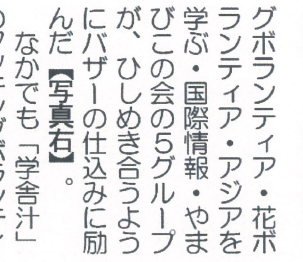 グボランティア・花ボ
ランティア・アジアを
学ぶ・国際情報・やま
びこの会の5グループ
が、ひしめき合うよう
にバザーの仕込みに励
んだ【写真右】。
なかでも「学舎汁」